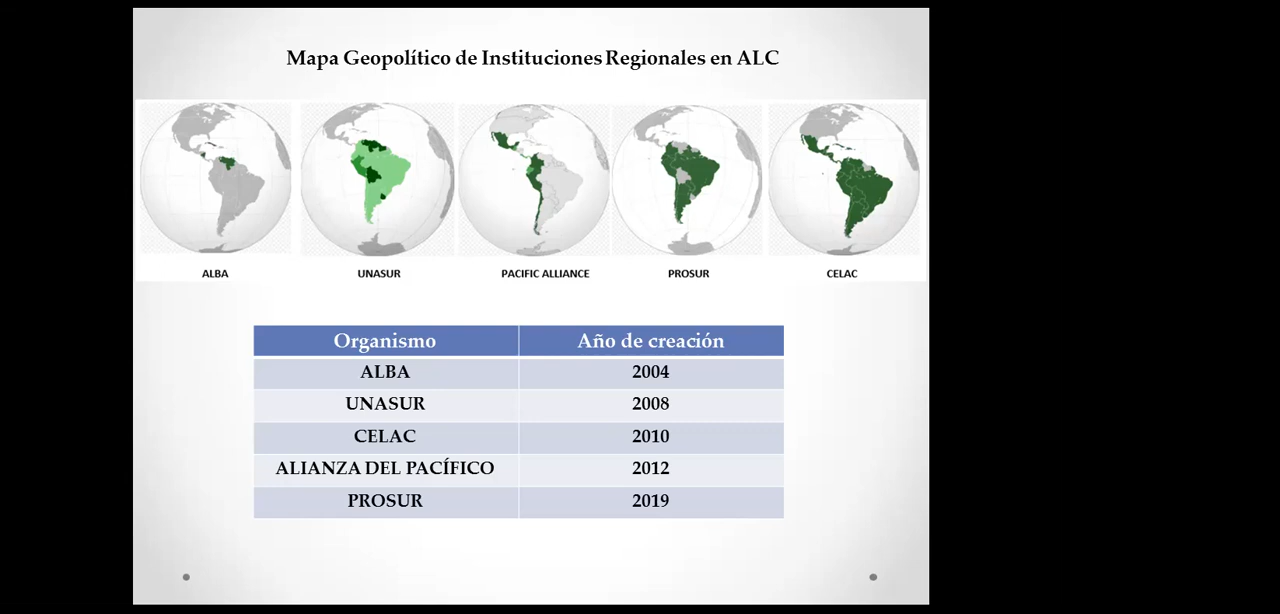 Mapa Geopolítico de Instituciones Regionales en ALC
ALBA
UNASUR
PACIFIC ALLIANCE
PROSUR
CELAC
Organismo Año de creación
ALBA 2004
UNASUR 2008
CELAC 2010
ALIANZA DEL PACÍFICO 2012
PROSUR 2019